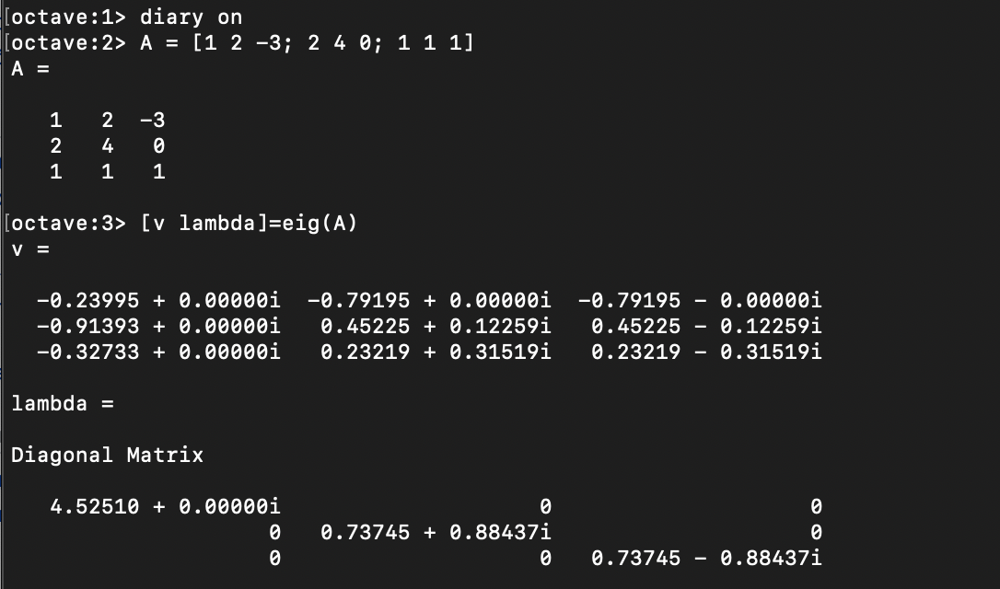 [octave:1> diary on
[octave:2> A = [1 2 -3; 2 4 0; 1 1 1]
A =
1 2 -3
2 4 0
1 1 1
[octave:3> [v lambda]=eig(A)
v =
-0.23995 + 0.00000i -0.79195 + 0.00000i -0.79195 - 0.00000i
-0.91393 + 0.00000i 0.45225 + 0.12259i 0.45225 - 0.12259i
-0.32733 + 0.00000i 0.23219 + 0.31519i 0.23219 - 0.31519i
lambda =
Diagonal Matrix
4.52510 + 0.00000i 0 0
0 0.73745 + 0.88437i 0
0 0 0.73745 - 0.88437i